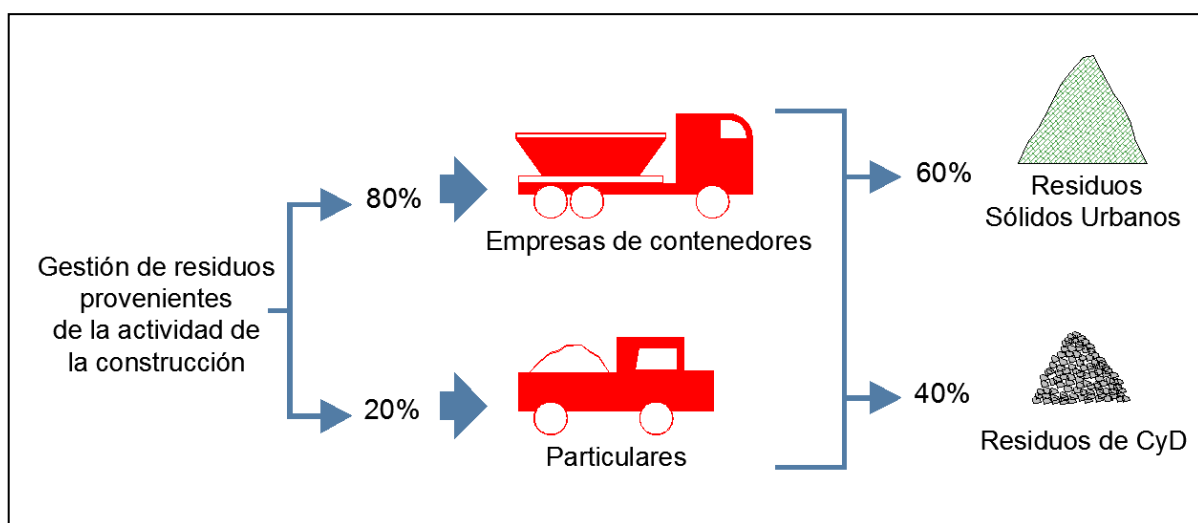 Gestión de residuos
provenientes
de la actividad de
la construcción
80%
Empresas de contenedores
20%
Particulares
60%
Residuos
Sólidos Urbanos
40%
Residuos de CyD